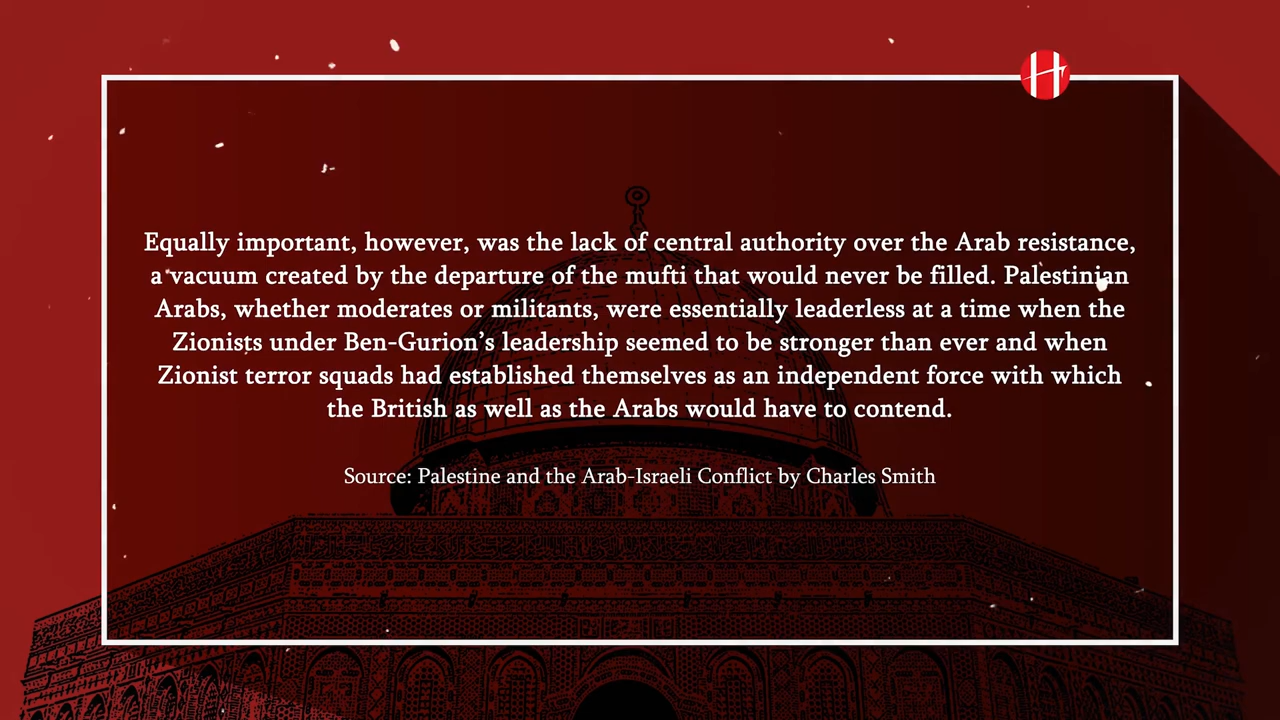 Equally important, however, was the lack of central authority over the Arab resistance,
a vacuum created by the departure of the mufti that would never be filled. Palestinian
Arabs, whether moderates or militants, were essentially leaderless at a time when the
Zionists under Ben-Gurion’s leadership seemed to be stronger than ever and when
Zionist terror squads had established themselves as an independent force with which
the British as well as the Arabs would have to contend.
Source: Palestine and the Arab-Israeli Conflict by Charles Smith